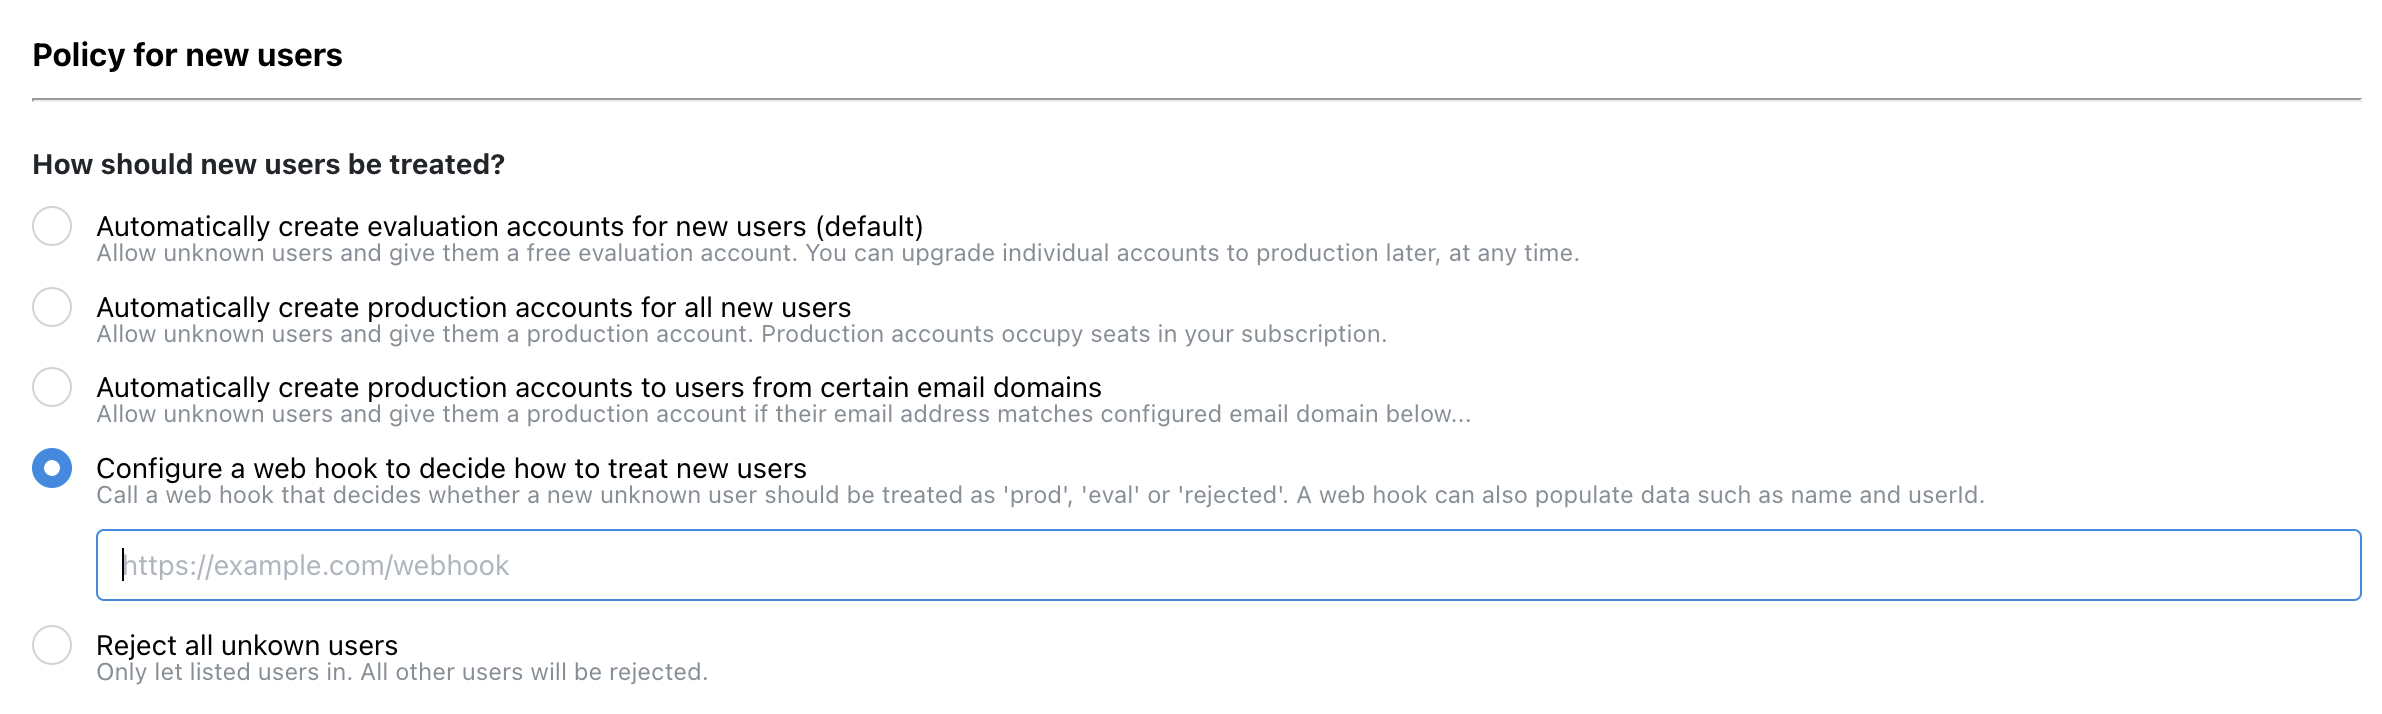 Policy for new users
How should new users be treated?
Automatically create evaluation accounts for new users (default)
Allow unknown users and give them a free evaluation account. You can upgrade individual accounts to production later, at any time.
Automatically create production accounts for all new users
Allow unknown users and give them a production account. Production accounts occupy seats in your subscription.
Automatically create production accounts to users from certain email domains
Allow unknown users and give them a production account if their email address matches configured email domain below...
Configure a web hook to decide how to treat new users
Call a web hook that decides whether a new unknown user should be treated as 'prod', 'eval' or 'rejected'. A web hook can also populate data such as name and userId.
https://example.com/webhook
Reject all unkown users
Only let listed users in. All other users will be rejected.